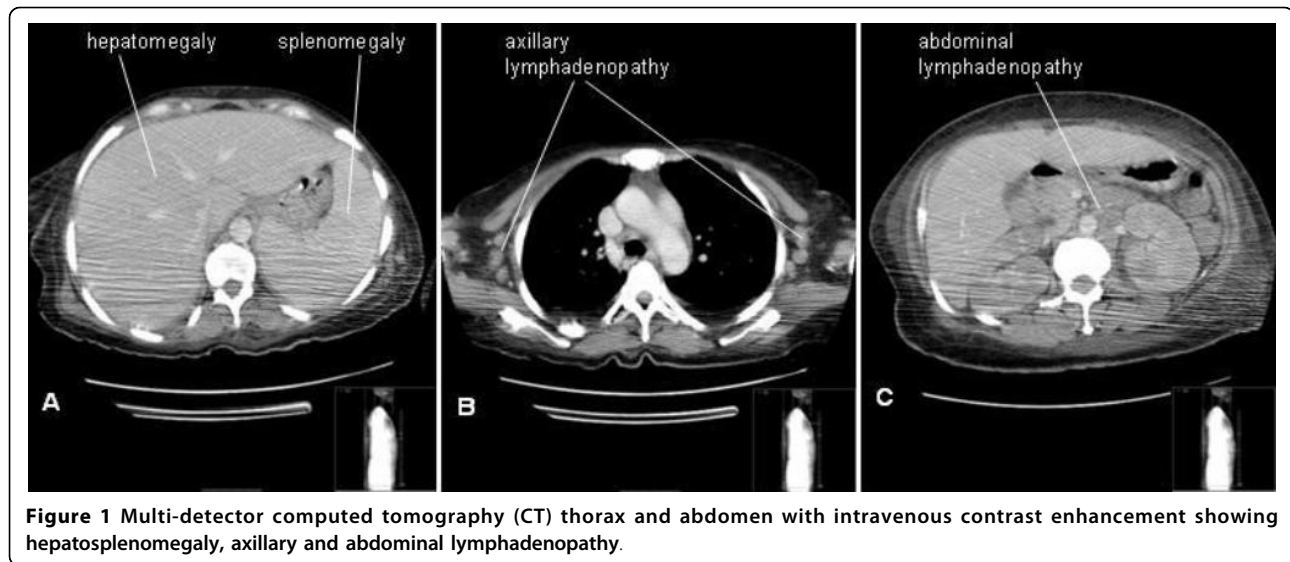 hepatomegaly splenomegaly
axillary
lymphadenopathy
abdominal
lymphadenopathy
A
B
C
Figure 1 Multi-detector computed tomography (CT) thorax and abdomen with intravenous contrast enhancement showing
hepatosplenomegaly, axillary and abdominal lymphadenopathy.